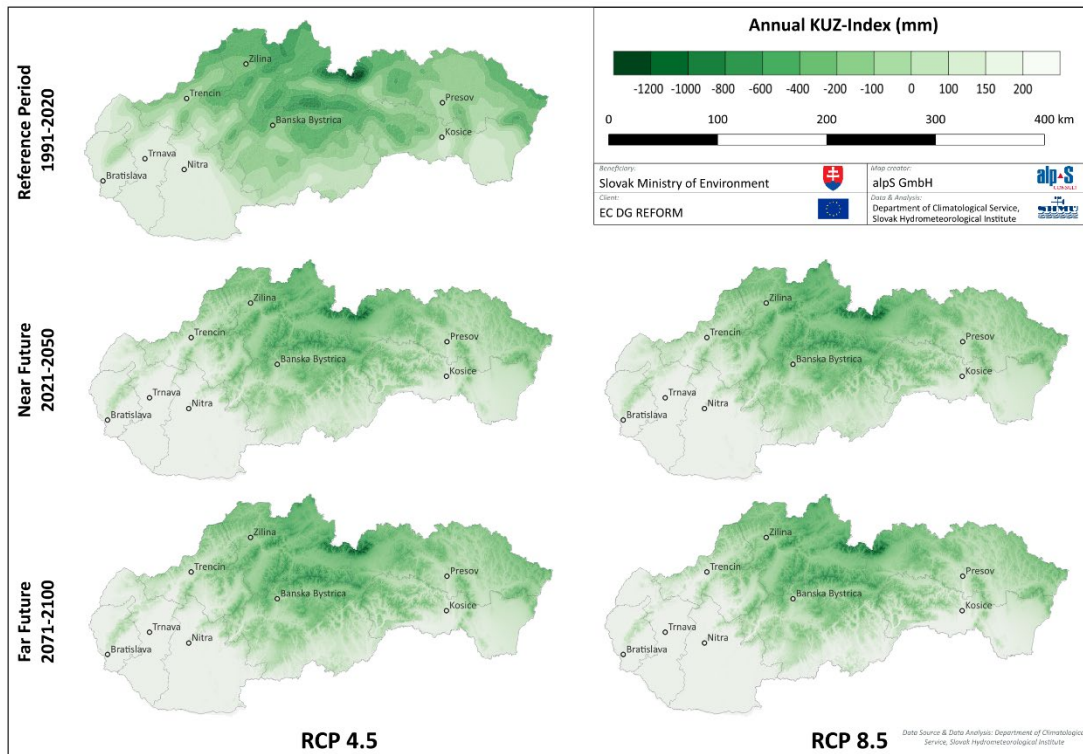 Annual KUZ-Index (mm)
-1200 -1000 -800 -600 -400 -200 -100 0 100 150 200
0 100 200 300 400 km
Beneficiary:
Slovak Ministry of Environment
Map creator:
alpS GmbH
alpS
CONSULT
Client:
EC DG REFORM
Data & Analysis:
Department of Climatological Service,
Slovak Hydrometeorological Institute
SHMÚ
Reference Period
1991-2020
Zilina
Trencin
Presov
Banska Bystrica
Kosice
Trnava
Nitra
Bratislava
Near Future
2021-2050
Zilina
Trencin
Presov
Banska Bystrica
Kosice
Trnava
Nitra
Bratislava
Zilina
Trencin
Presov
Banska Bystrica
Kosice
Trnava
Nitra
Bratislava
Far Future
2071-2100
Zilina
Trencin
Presov
Banska Bystrica
Kosice
Trnava
Nitra
Bratislava
Zilina
Trencin
Presov
Banska Bystrica
Kosice
Trnava
Nitra
Bratislava
RCP 4.5
RCP 8.5
Data Source & Data Analysis: Department of Climatological
Service, Slovak Hydrometeorological Institute